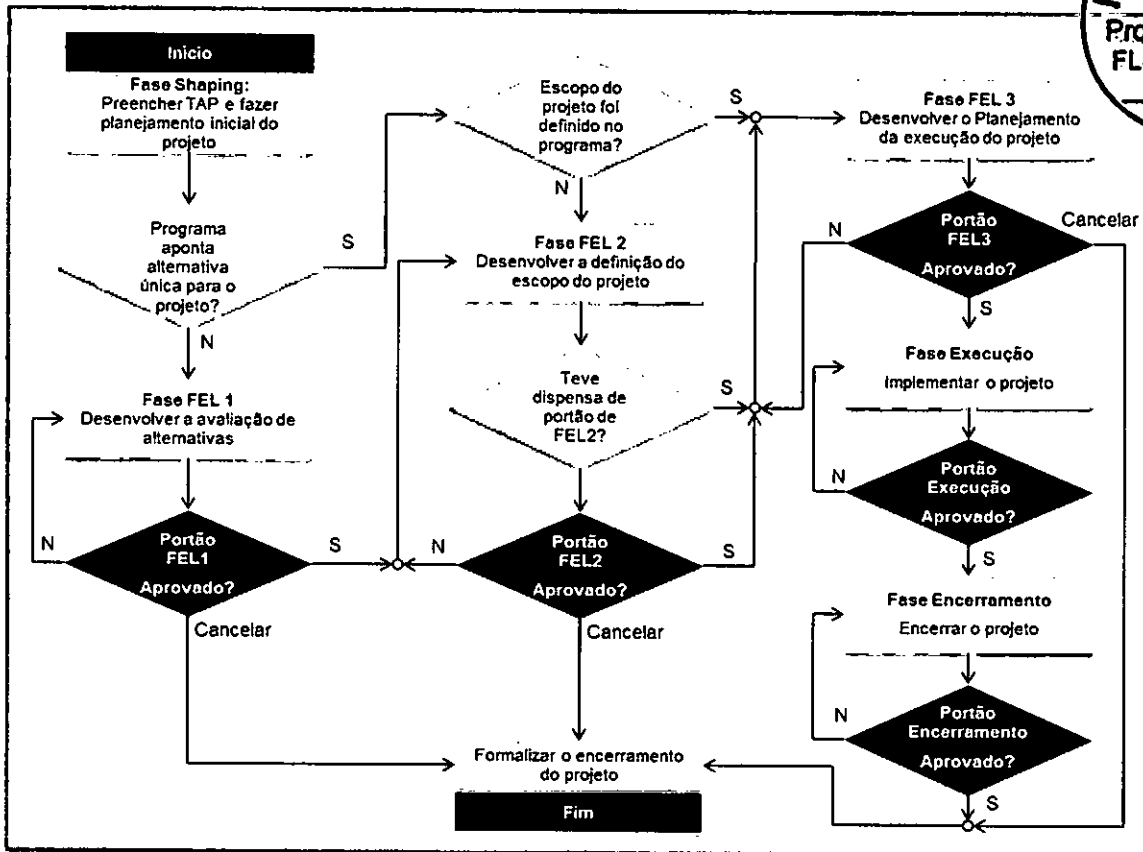 Início
Fase Shaping:
Preencher TAP e fazer
planejamento inicial do
projeto
Programa
aponta
alternativa
única para o
projeto?
S
N
Fase FEL 1
Desenvolver a avaliação de
alternativas
Portão
FEL1
Aprovado?
N
S
Cancelar
Escopo do
projeto foi
definido no
programa?
S
N
Fase FEL 2
Desenvolver a definição do
escopo do projeto
Teve
dispensa de
portão de
FEL2?
S
Portão
FEL2
Aprovado?
N
S
Cancelar
Formalizar o encerramento
do projeto
Fim
Fase FEL 3
Desenvolver o Planejamento
da execução do projeto
Portão
FEL3
Aprovado?
N
Cancelar
S
Fase Execução
Implementar o projeto
Portão
Execução
Aprovado?
N
S
Fase Encerramento
Encerrar o projeto
Portão
Encerramento
Aprovado?
N
S